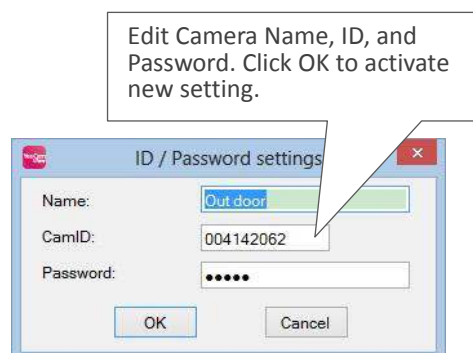 Edit Camera Name, ID, and
Password. Click OK to activate
new setting.
ID / Password settings
Name:
Out door
CamID:
004142062
Password:
•••••
OK
Cancel